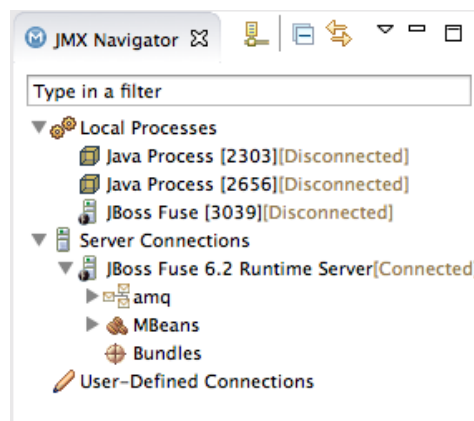 JMX Navigator
Type in a filter
Local Processes
Java Process [2303][Disconnected]
Java Process [2656][Disconnected]
JBoss Fuse [3039][Disconnected]
Server Connections
JBoss Fuse 6.2 Runtime Server[Connected
amq
MBeans
Bundles
User-Defined Connections